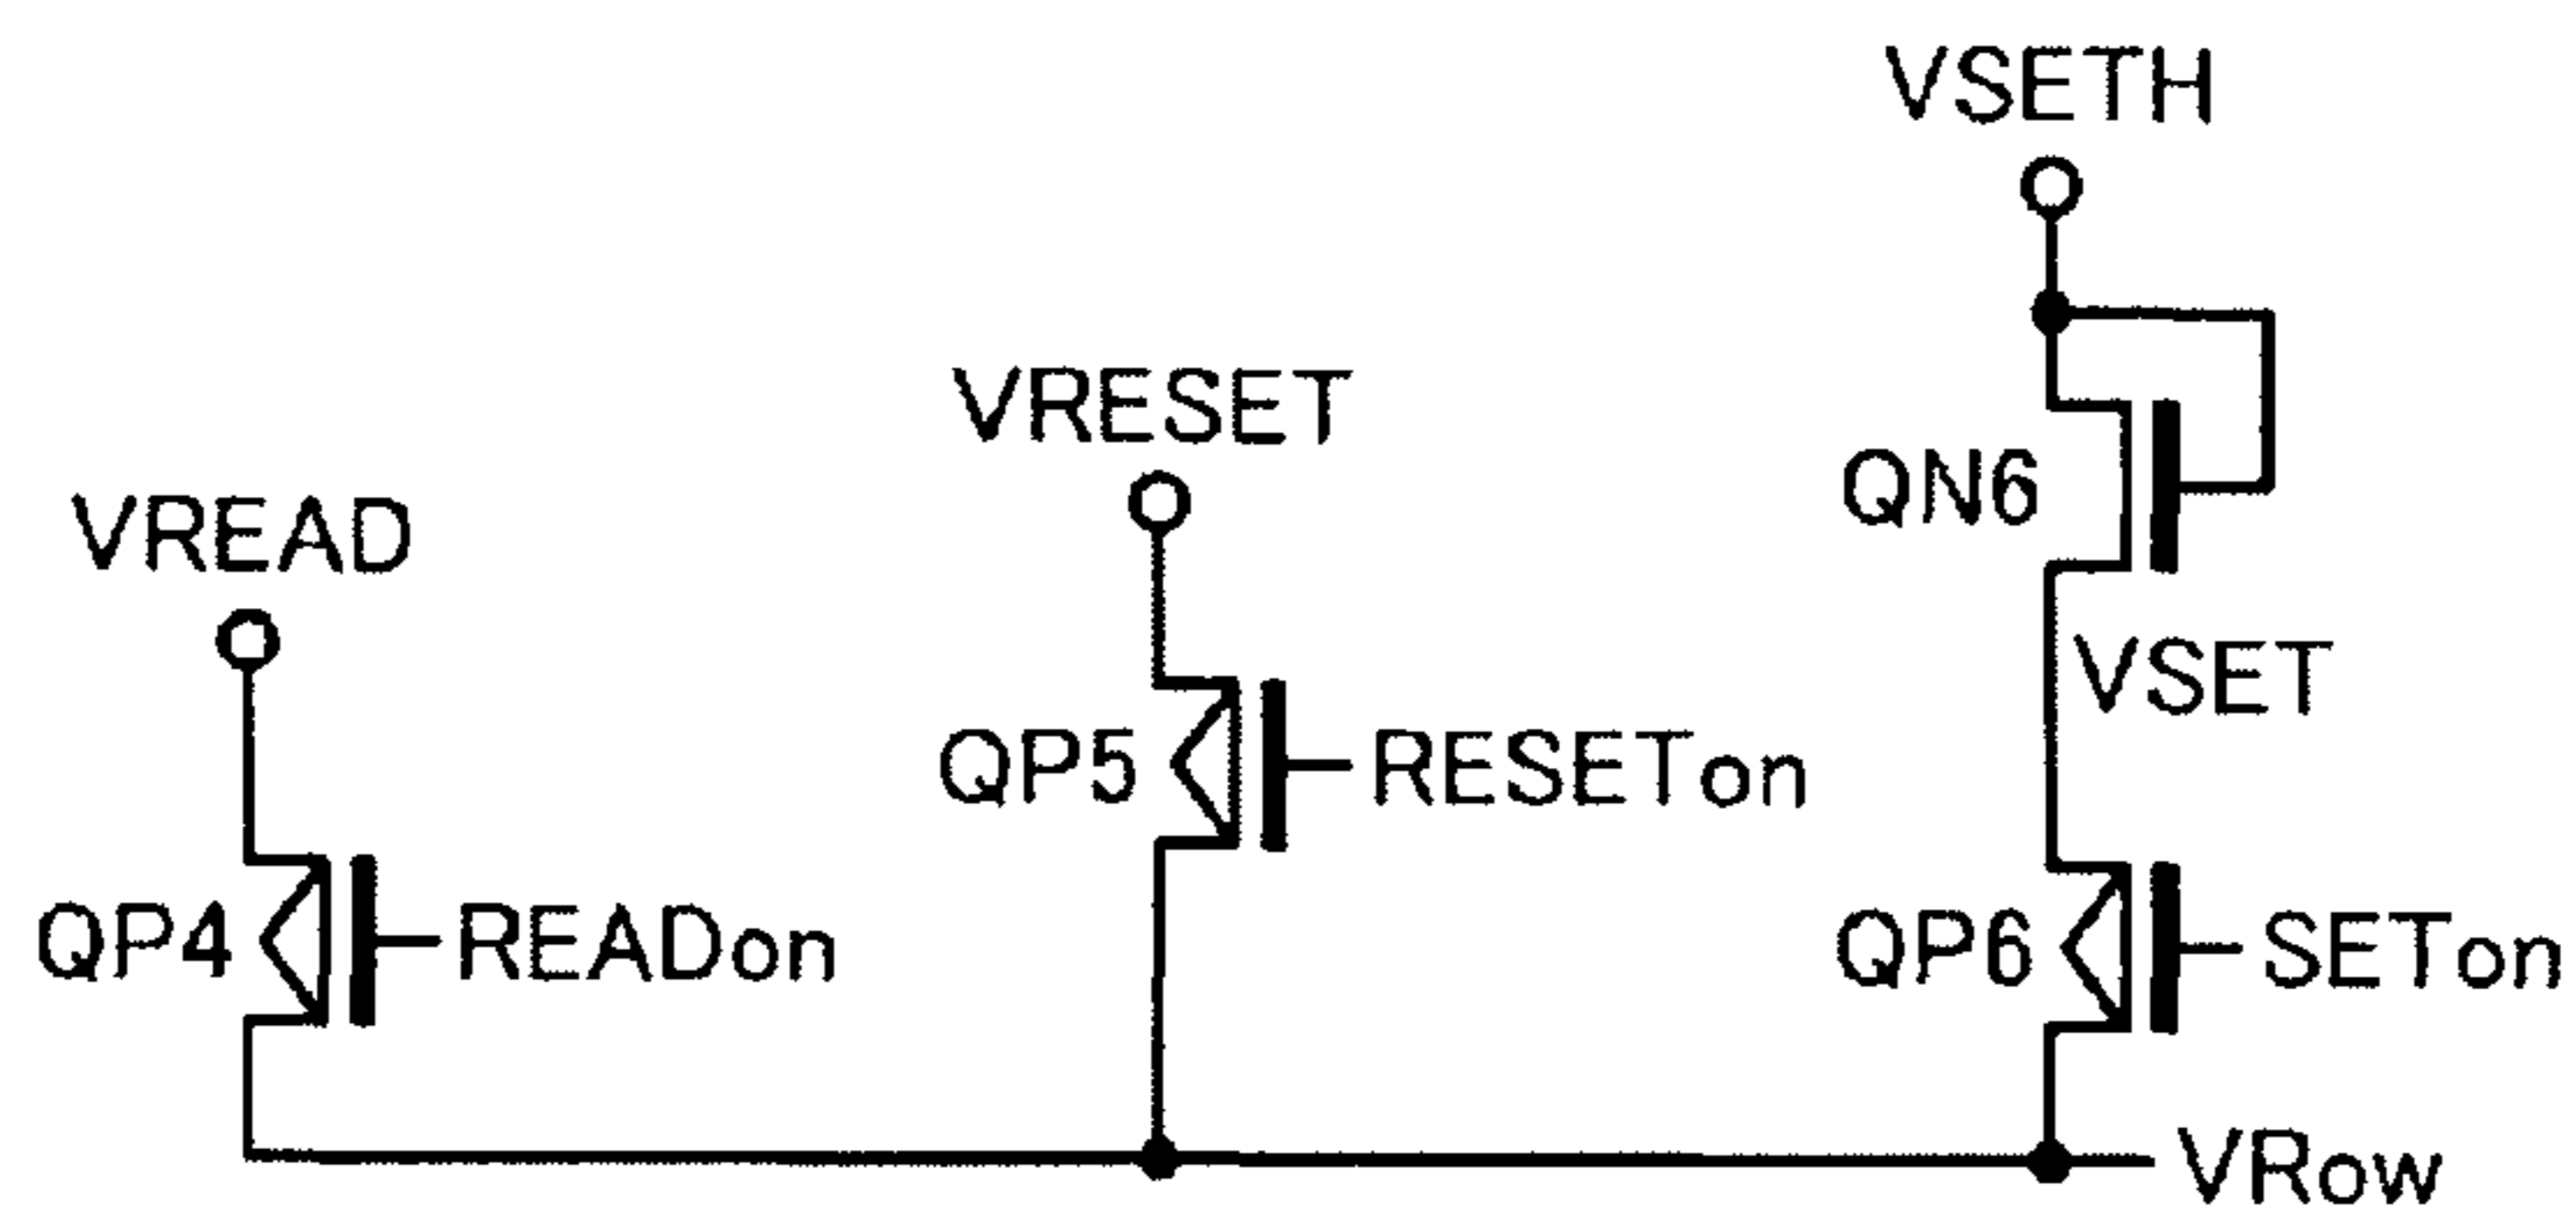 VSETH
VRESET
QN6
VREAD
VSET
QP5
RESETon
QP4
READon
QP6
SETon
VRow